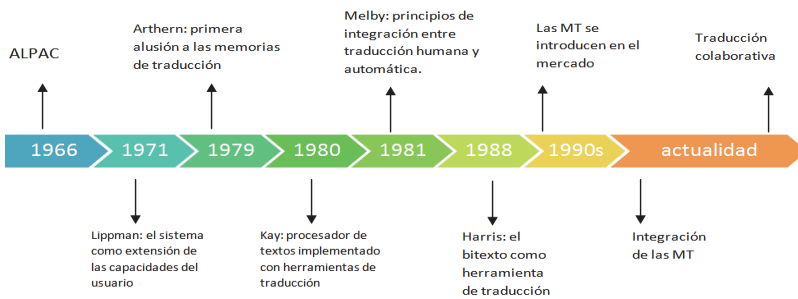 ALPAC
Arthern: primera
alusión a las memorias
de traducción
Melby: principios de
integración entre
traducción humana y
automática.
Las MT se
introducen en el
mercado
Traducción
colaborativa
1966
1971
1979
1980
1981
1988
1990s
actualidad
Lippman: el sistema
como extensión de
las capacidades del
usuario
Kay: procesador de
textos implementado
con herramientas de
traducción
Harris: el
bitexto como
herramienta
de traducción
Integración
de las MT